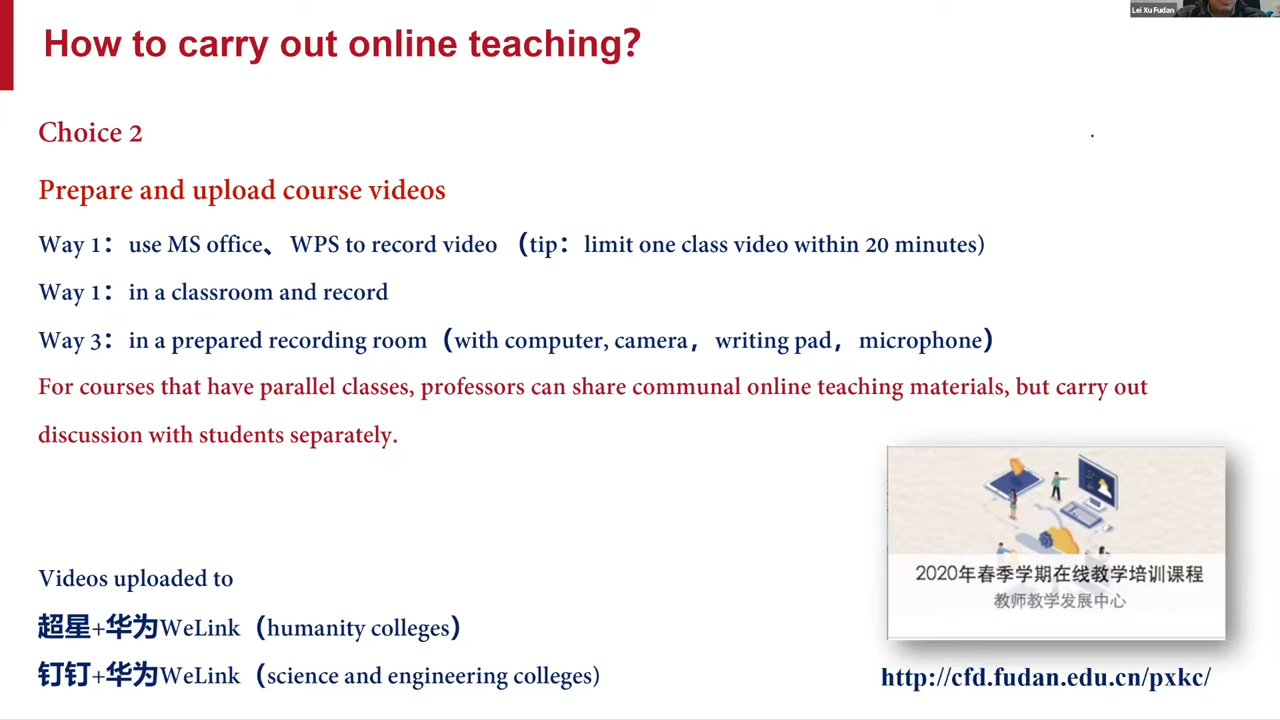 Lei Xu Fudan
How to carry out online teaching?
Choice 2
Prepare and upload course videos
Way 1：use MS office、WPS to record video （tip：limit one class video within 20 minutes)
Way 1：in a classroom and record
Way 3：in a prepared recording room（with computer, camera，writing pad，microphone）
For courses that have parallel classes, professors can share communal online teaching materials, but carry out
discussion with students separately.
2020年春季学期在线教学培训课程
教师教学发展中心
Videos uploaded to
超星+华为WeLink（humanity colleges）
钉钉+华为WeLink（science and engineering colleges)
http://cfd.fudan.edu.cn/pxkc/